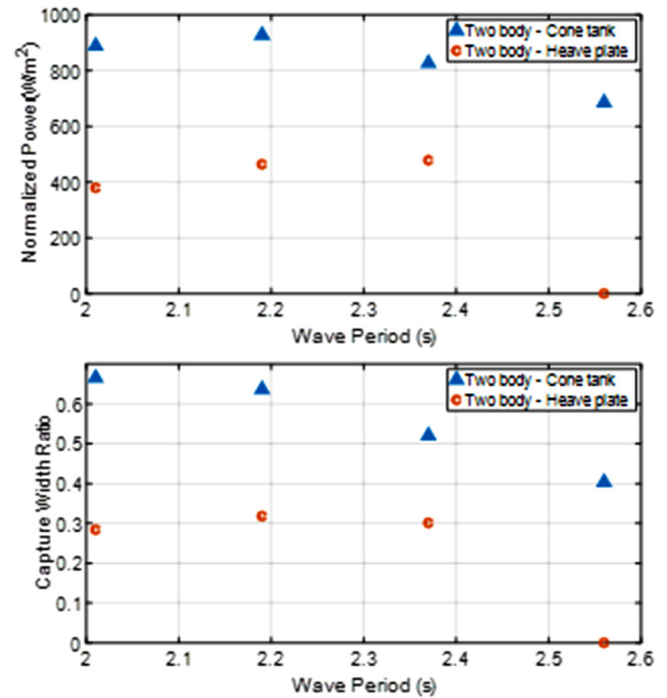 1000
800
600
400
200
0
Normalized Power(W/m²)
Two body - Cone tank
Two body - Heave plate
2 2.1 2.2 2.3 2.4 2.5 2.6
Wave Period (s)
0.6
0.5
0.4
0.3
0.2
0.1
0
Capture Width Ratio
Two body - Cone tank
Two body - Heave plate
2 2.1 2.2 2.3 2.4 2.5 2.6
Wave Period (s)